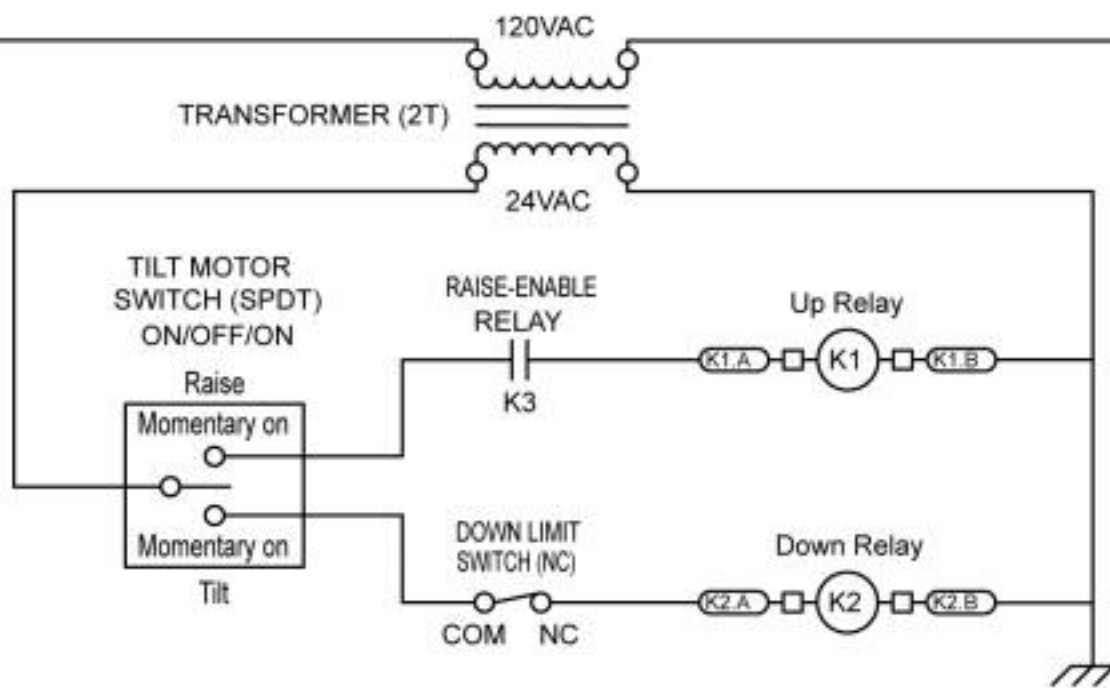 120VAC
TRANSFORMER (2T)
24VAC
TILT MOTOR
SWITCH (SPDT)
ON/OFF/ON
Raise
Momentary on
Momentary on
Tilt
RAISE-ENABLE
RELAY
K3
Up Relay
K1.A
K1
K1.B
DOWN LIMIT
SWITCH (NC)
COM NC
Down Relay
K2.A
K2
K2.B